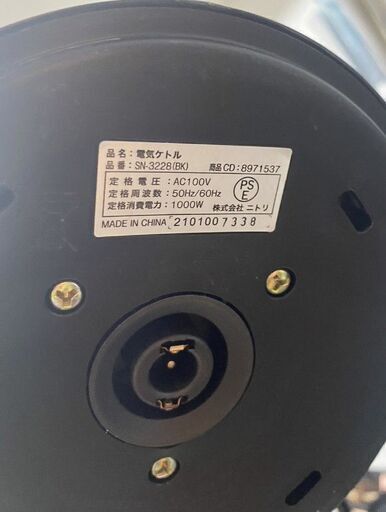 品名:電気ケトル
品番:SN-3228(BK) 商品CD:8971537
定格電圧:AC100V
定格周波数:50Hz/60Hz
定格消費電力:1000W
PS
E
株式会社 ニトリ
MADE IN CHINA 2101007338